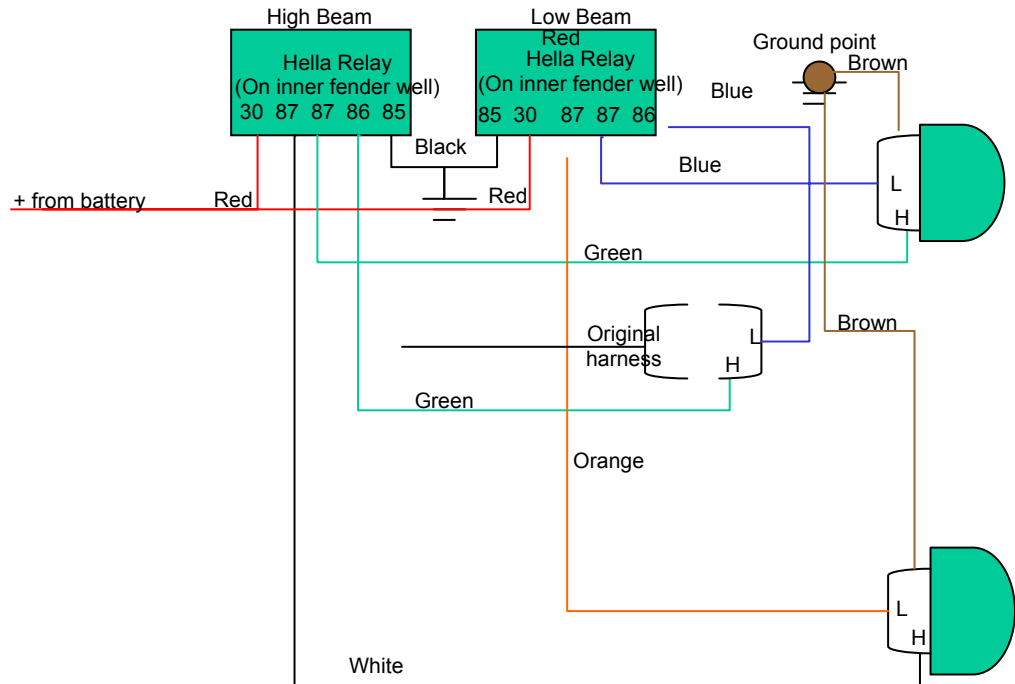 High Beam
Low Beam
Red
Hella Relay
(On inner fender well)
30 87 87 86 85
Hella Relay
(On inner fender well)
85 30 87 87 86
Ground point
Brown
Blue
Black
Blue
L
H
+ from battery
Red
Red
Green
Original
harness
L
H
Brown
Green
Orange
L
H
White